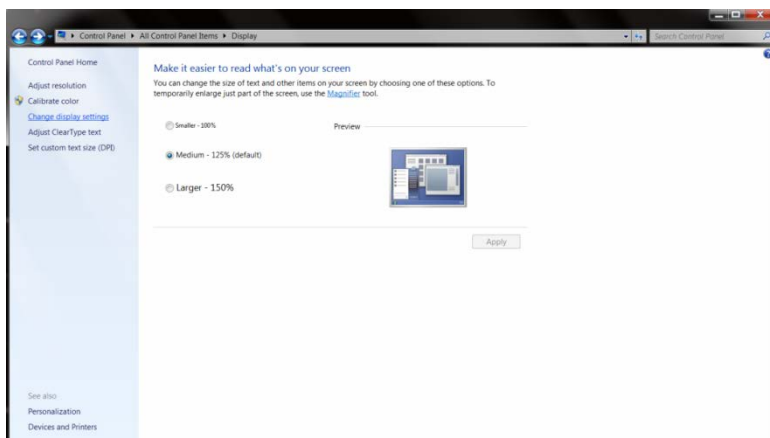 Control Panel ▸ All Control Panel Items ▸ Display
Search Control Panel
Control Panel Home
Adjust resolution
Calibrate color
Change display settings
Adjust ClearType text
Set custom text size (DPI)
Make it easier to read what's on your screen
You can change the size of text and other items on your screen by choosing one of these options. To
temporarily enlarge just part of the screen, use the Magnifier tool.
Smaller - 100%
Preview
Medium - 125% (default)
Larger - 150%
Apply
See also
Personalization
Devices and Printers